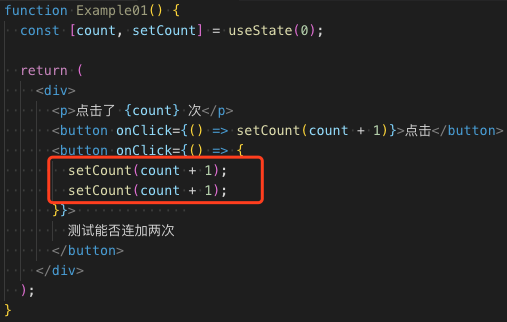 function Example01() {
const [count, setCount] = useState(0);
return (
<div>
<p>点击了 {count} 次</p>
<button onClick={() => setCount(count + 1)}>点击</button>
<button onClick={() => {
setCount(count + 1);
setCount(count + 1);
}}>
测试能否连加两次
</button>
</div>
);
}